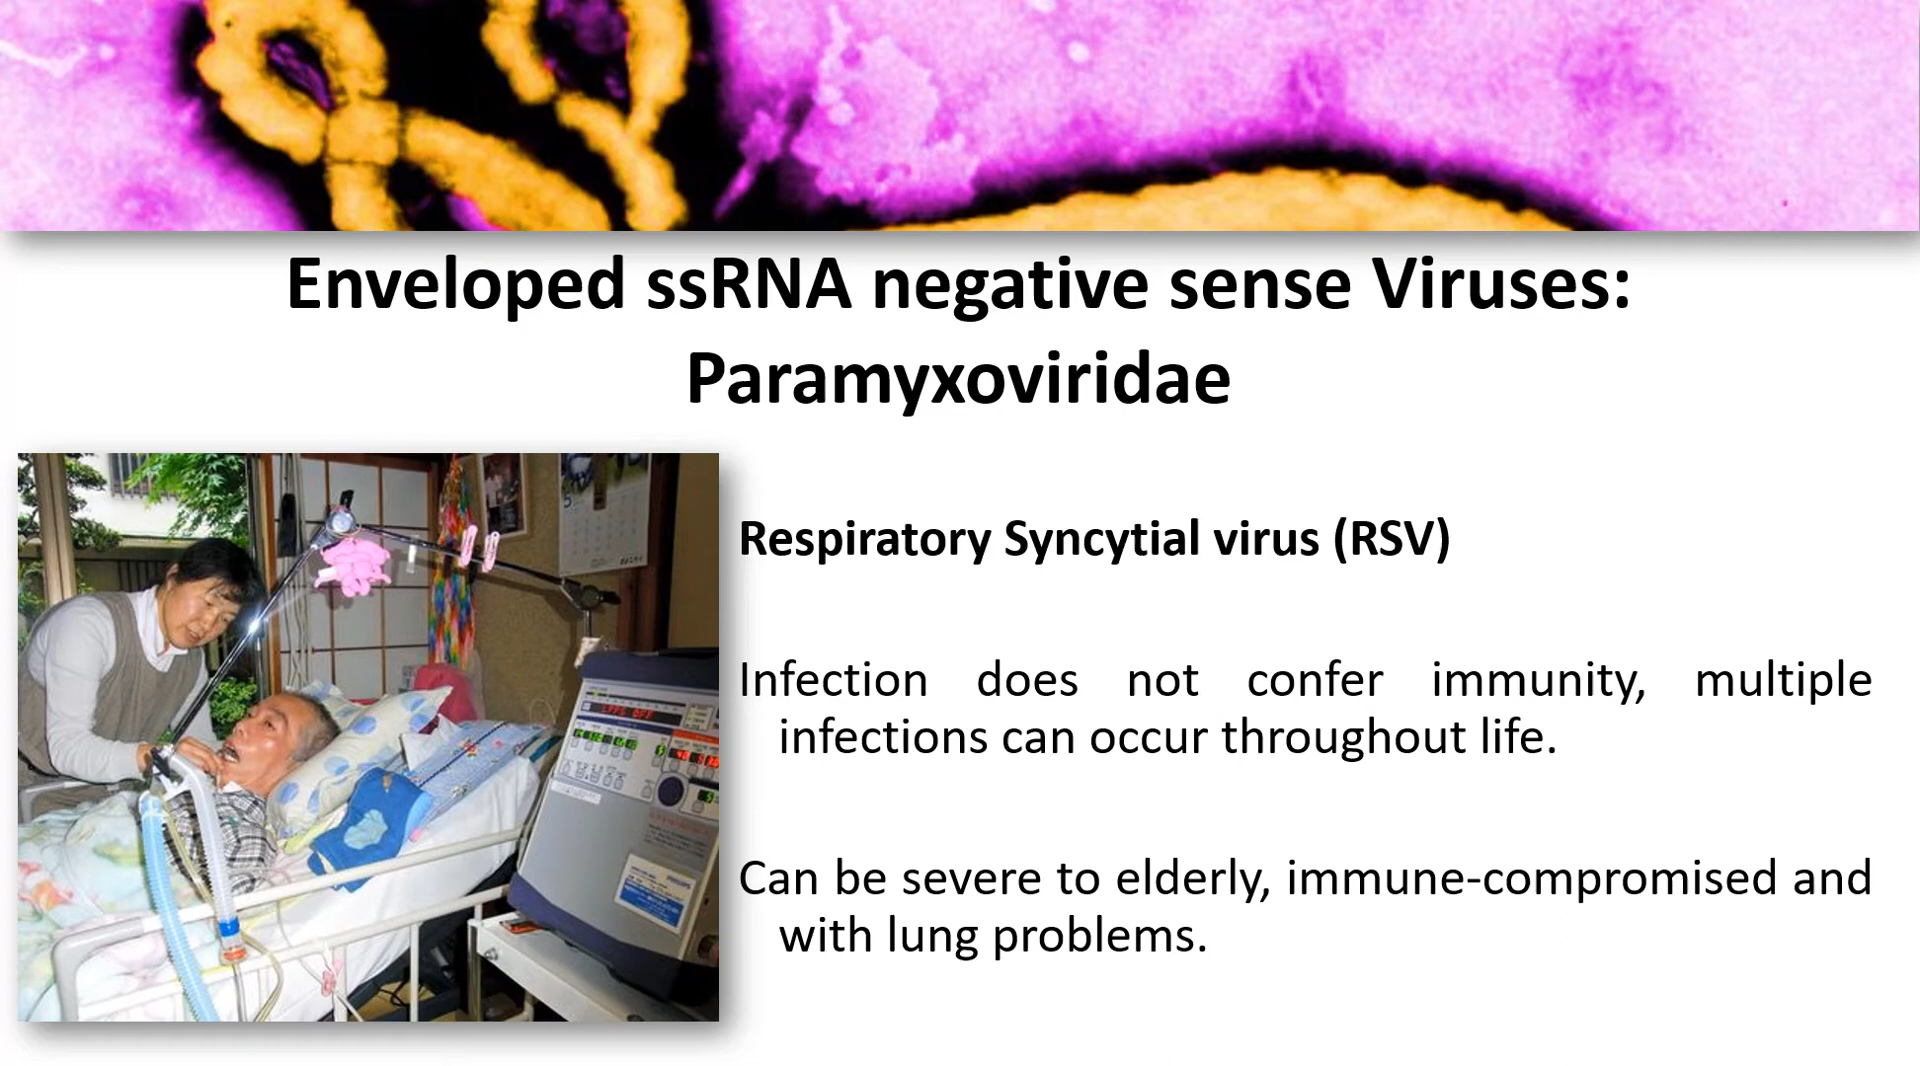 Enveloped ssRNA negative sense Viruses:
Paramyxoviridae
Respiratory Syncytial virus (RSV)
Infection does not confer immunity, multiple
infections can occur throughout life.
Can be severe to elderly, immune-compromised and
with lung problems.